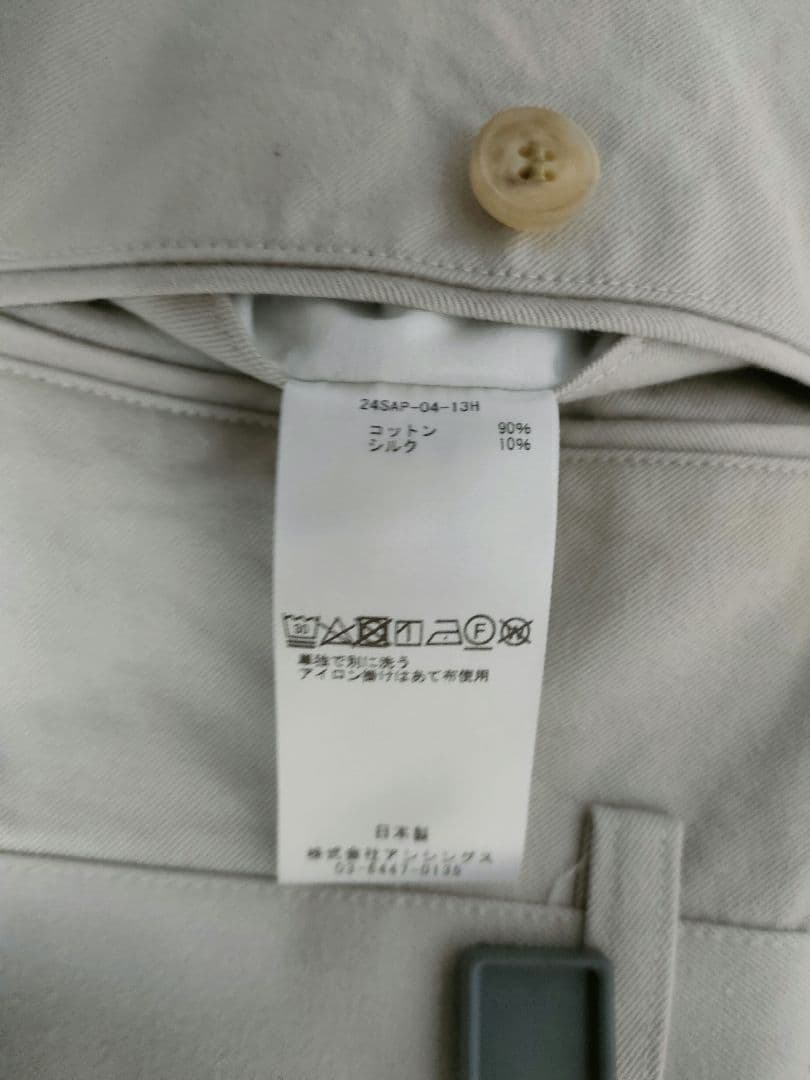 24SAP-04-13H
コットン 90%
シルク 10%
30
F
W
単独で別に洗う
アイロン掛けはあて布使用
日本製
株式会社アンシングス
03-6447-0135